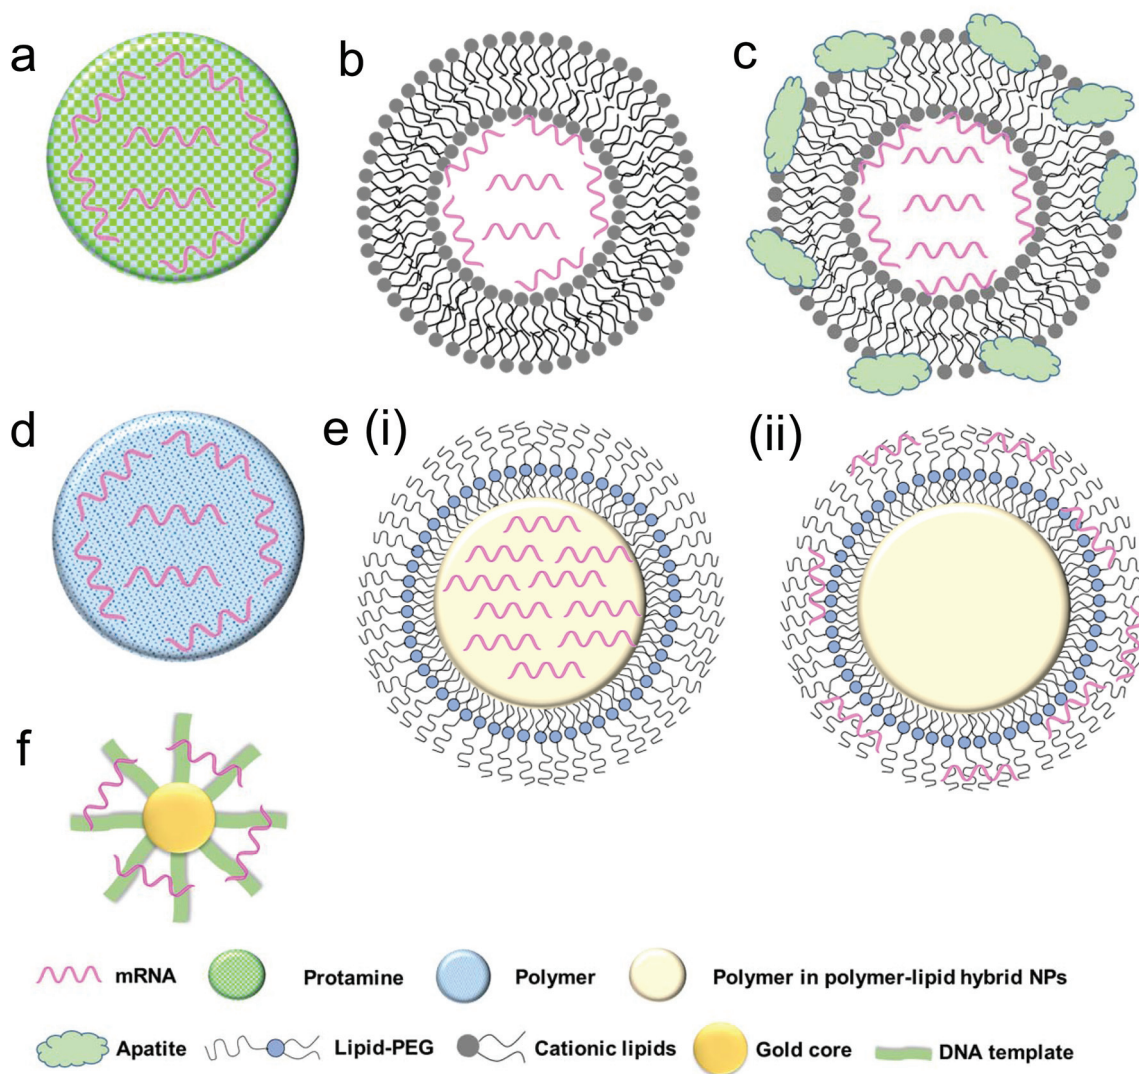 a
b
c
d
e (i)
(ii)
f
mRNA
Protamine
Polymer
Polymer in polymer-lipid hybrid NPs
Apatite
Lipid-PEG
Cationic lipids
Gold core
DNA template